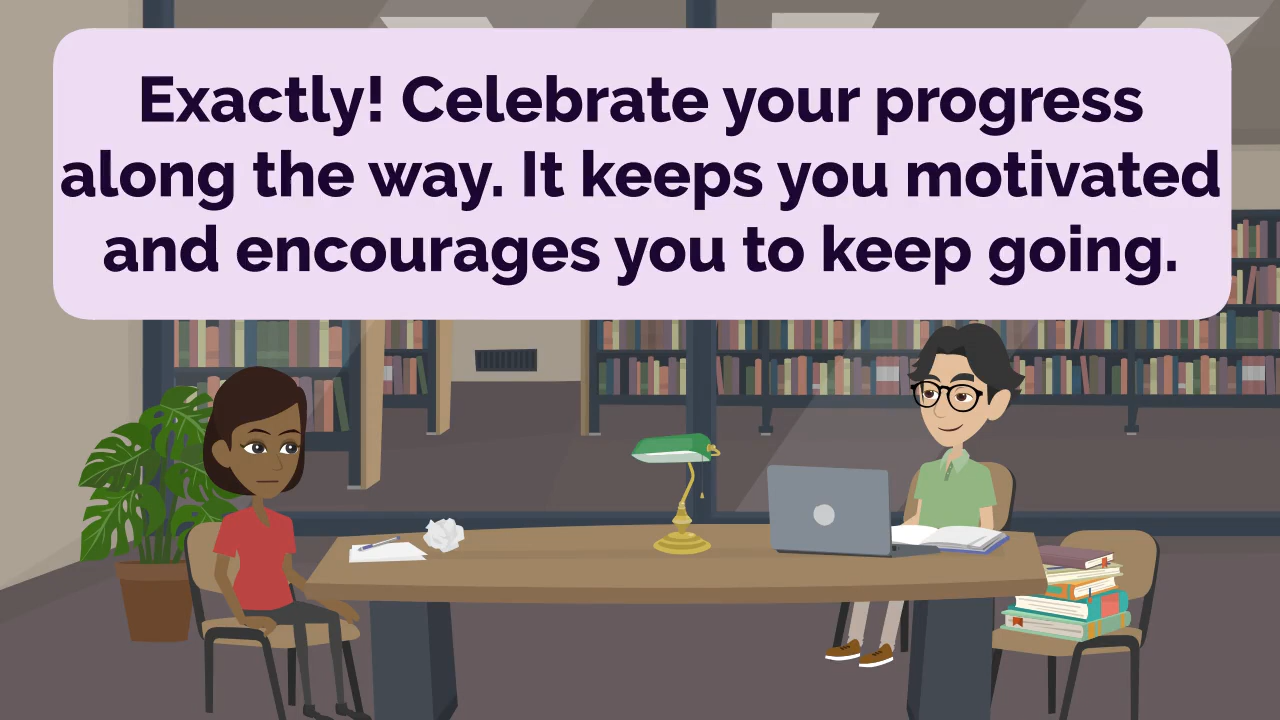 Exactly! Celebrate your progress
along the way. It keeps you motivated
and encourages you to keep going.